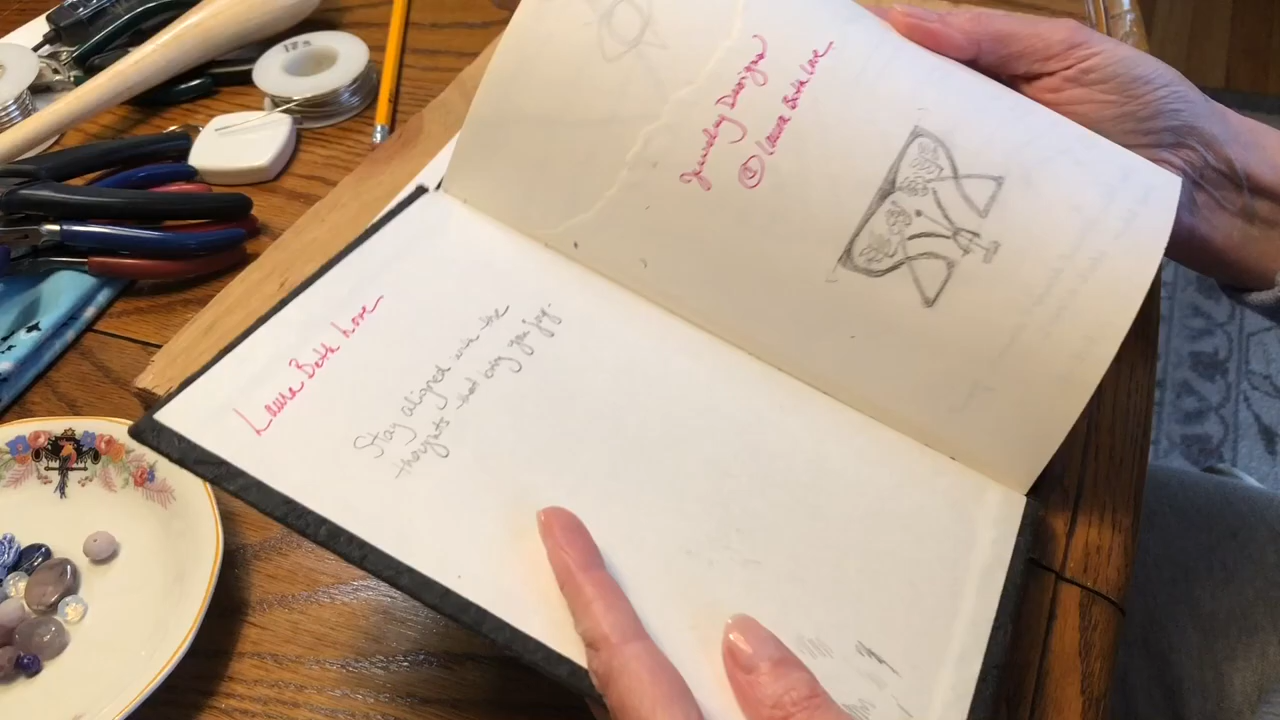 Laura Beth Love
Stay aligned with the
thoughts that bring you joy.
Jewelry Designs
© Laura Beth Love